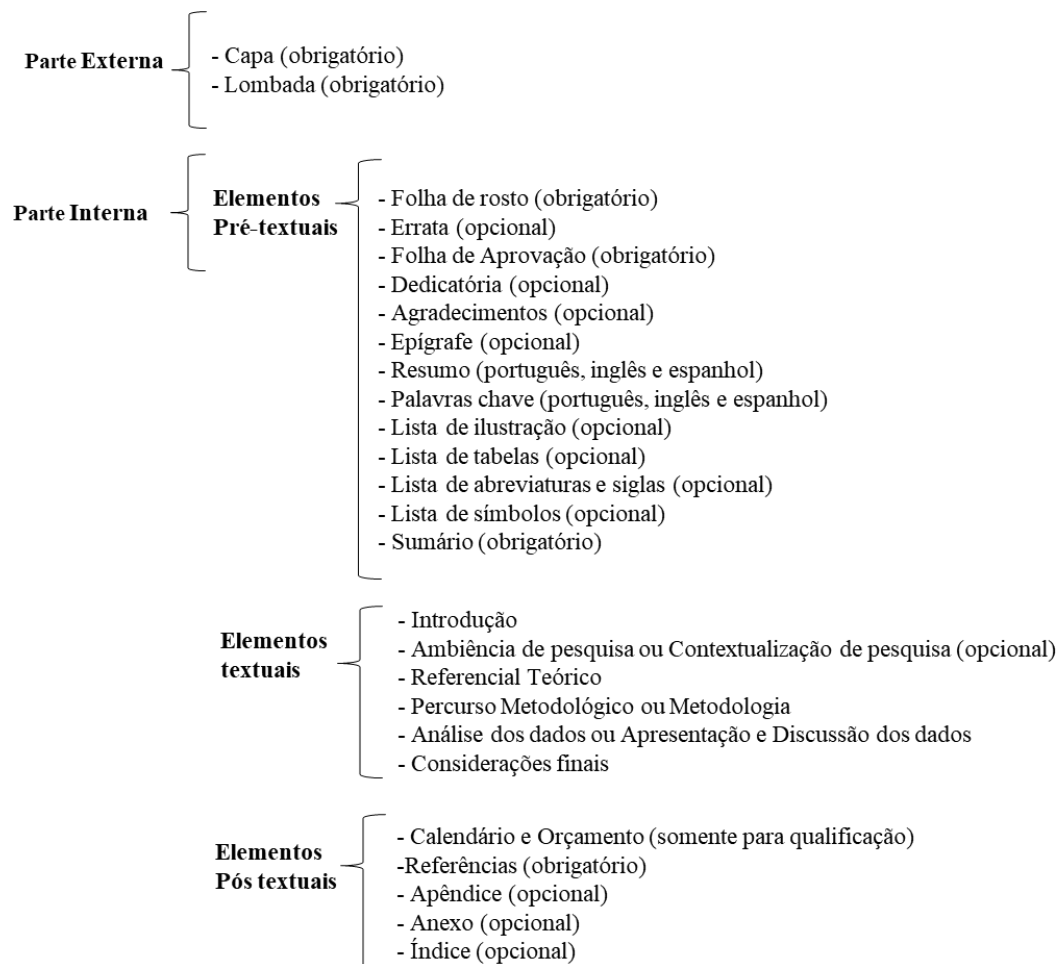 Parte Externa
- Capa (obrigatório)
- Lombada (obrigatório)
Parte Interna
Elementos
Pré-textuais
- Folha de rosto (obrigatório)
- Errata (opcional)
- Folha de Aprovação (obrigatório)
- Dedicatória (opcional)
- Agradecimentos (opcional)
- Epígrafe (opcional)
- Resumo (português, inglês e espanhol)
- Palavras chave (português, inglês e espanhol)
- Lista de ilustração (opcional)
- Lista de tabelas (opcional)
- Lista de abreviaturas e siglas (opcional)
- Lista de símbolos (opcional)
- Sumário (obrigatório)
Elementos
textuais
- Introdução
- Ambiência de pesquisa ou Contextualização de pesquisa (opcional)
- Referencial Teórico
- Percurso Metodológico ou Metodologia
- Análise dos dados ou Apresentação e Discussão dos dados
- Considerações finais
Elementos
Pós textuais
- Calendário e Orçamento (somente para qualificação)
-Referências (obrigatório)
- Apêndice (opcional)
- Anexo (opcional)
- Índice (opcional)